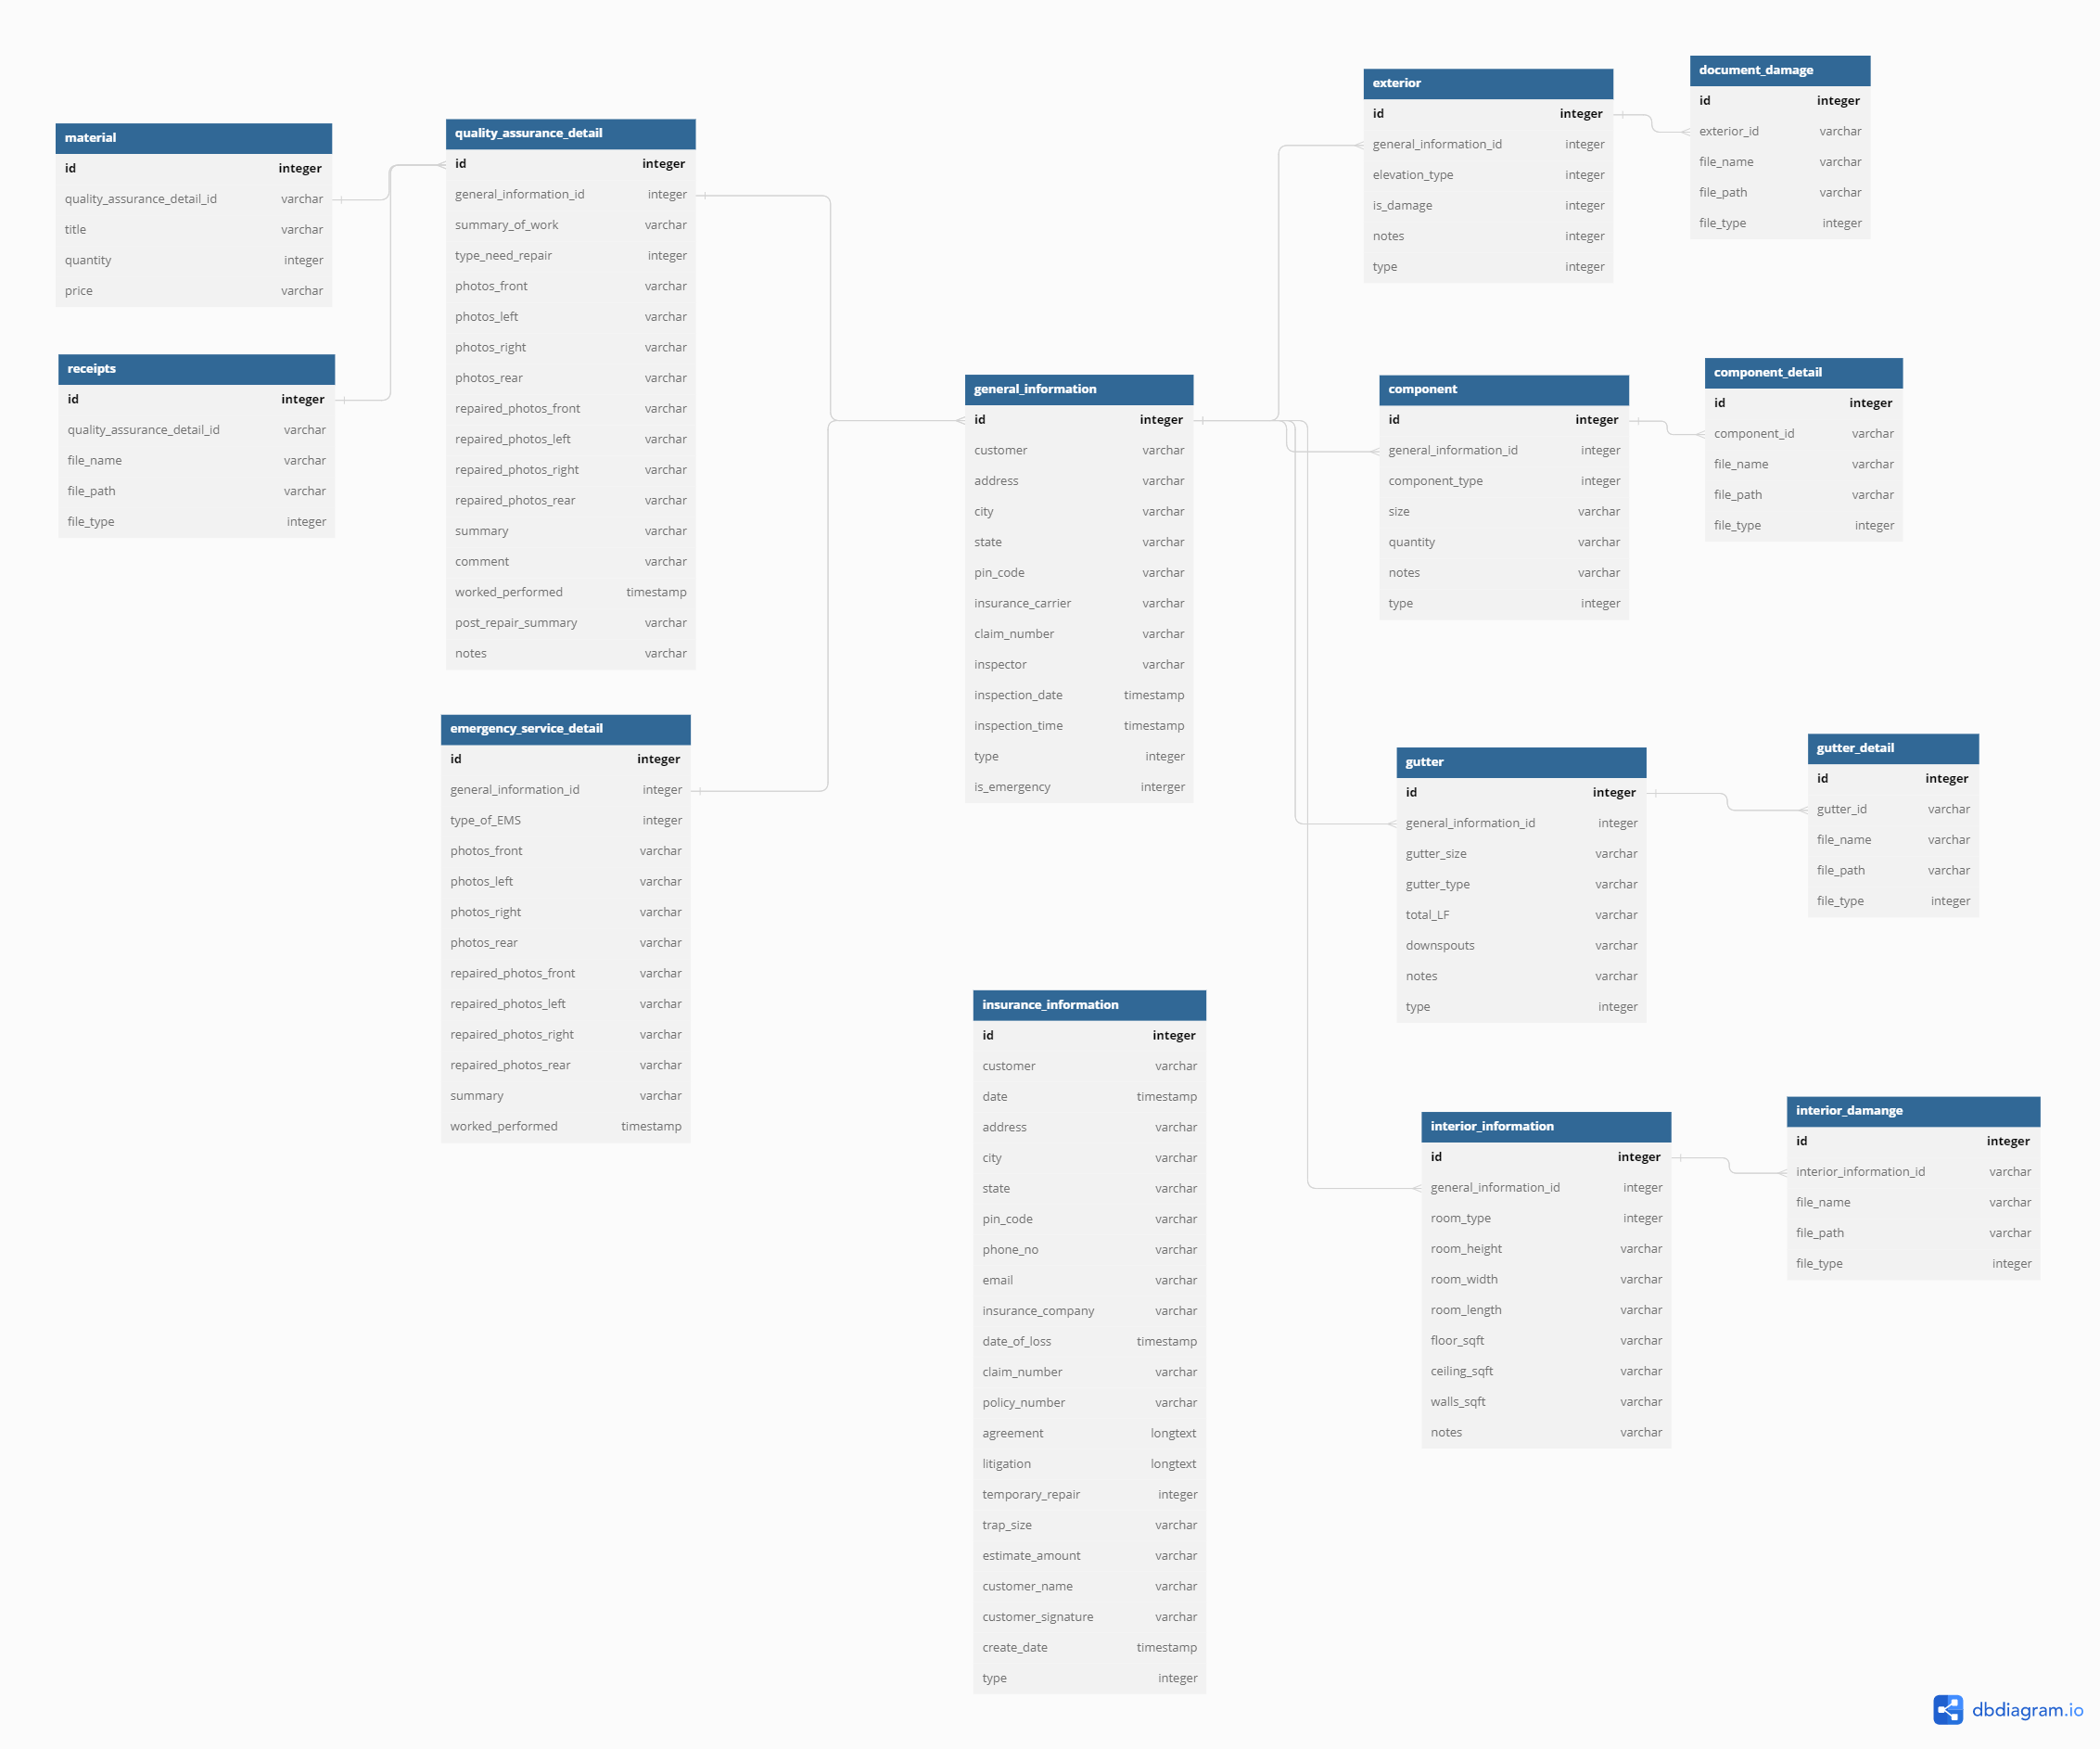 material
id integer
quality_assurance_detail_id varchar
title varchar
quantity integer
price varchar
receipts
id integer
quality_assurance_detail_id varchar
file_name varchar
file_path varchar
file_type integer
quality_assurance_detail
id integer
general_information_id integer
summary_of_work varchar
type_need_repair integer
photos_front varchar
photos_left varchar
photos_right varchar
photos_rear varchar
repaired_photos_front varchar
repaired_photos_left varchar
repaired_photos_right varchar
repaired_photos_rear varchar
summary varchar
comment varchar
worked_performed timestamp
post_repair_summary varchar
notes varchar
emergency_service_detail
id integer
general_information_id integer
type_of_EMS integer
photos_front varchar
photos_left varchar
photos_right varchar
photos_rear varchar
repaired_photos_front varchar
repaired_photos_left varchar
repaired_photos_right varchar
repaired_photos_rear varchar
summary varchar
worked_performed timestamp
general_information
id integer
customer varchar
address varchar
city varchar
state varchar
pin_code varchar
insurance_carrier varchar
claim_number varchar
inspector varchar
inspection_date timestamp
inspection_time timestamp
type integer
is_emergency interger
insurance_information
id integer
customer varchar
date timestamp
address varchar
city varchar
state varchar
pin_code varchar
phone_no varchar
email varchar
insurance_company varchar
date_of_loss timestamp
claim_number varchar
policy_number varchar
agreement longtext
litigation longtext
temporary_repair integer
trap_size varchar
estimate_amount varchar
customer_name varchar
customer_signature varchar
create_date timestamp
type integer
exterior
id integer
general_information_id integer
elevation_type integer
is_damage integer
notes integer
type integer
document_damage
id integer
exterior_id varchar
file_name varchar
file_path varchar
file_type integer
component
id integer
general_information_id integer
component_type integer
size varchar
quantity varchar
notes varchar
type integer
component_detail
id integer
component_id varchar
file_name varchar
file_path varchar
file_type integer
gutter
id integer
general_information_id integer
gutter_size varchar
gutter_type varchar
total_LF varchar
downspouts varchar
notes varchar
type integer
gutter_detail
id integer
gutter_id varchar
file_name varchar
file_path varchar
file_type integer
interior_information
id integer
general_information_id integer
room_type integer
room_height varchar
room_width varchar
room_length varchar
floor_sqft varchar
ceiling_sqft varchar
walls_sqft varchar
notes varchar
interior_damange
id integer
interior_information_id varchar
file_name varchar
file_path varchar
file_type integer
dbdiagram.io